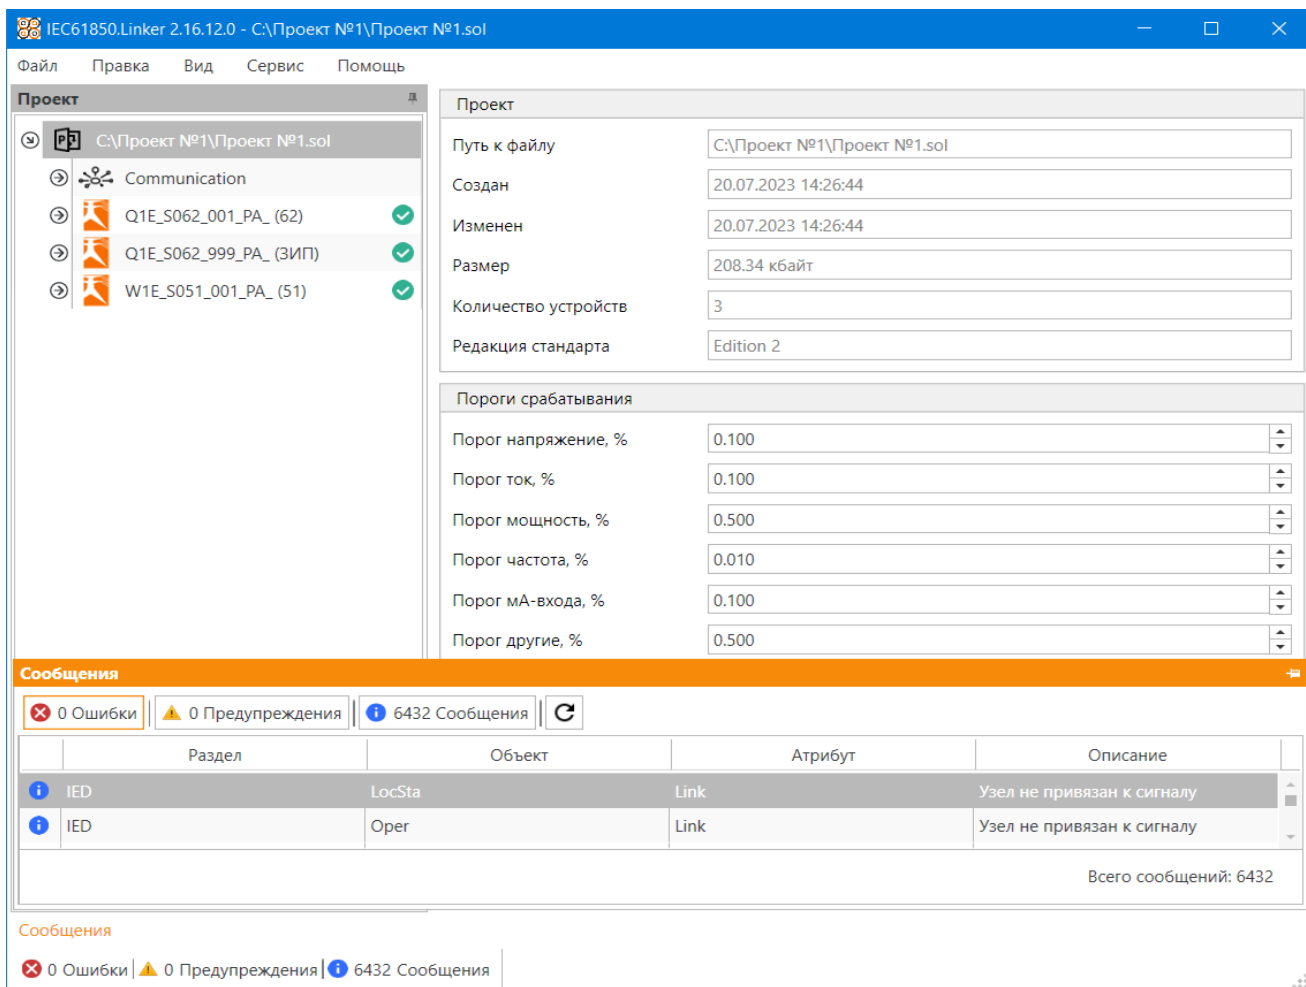 IEC61850.Linker 2.16.12.0 - C:\Проект №1\Проект №1.sol
Файл Правка Вид Сервис Помощь
Проект
C:\Проект №1\Проект №1.sol
Communication
Q1E_S062_001_PA_ (62)
Q1E_S062_999_PA_ (ЗИП)
W1E_S051_001_PA_ (51)
Проект
Путь к файлу C:\Проект №1\Проект №1.sol
Создан 20.07.2023 14:26:44
Изменен 20.07.2023 14:26:44
Размер 208.34 кбайт
Количество устройств 3
Редакция стандарта Edition 2
Пороги срабатывания
Порог напряжение, % 0.100
Порог ток, % 0.100
Порог мощность, % 0.500
Порог частота, % 0.010
Порог мА-входа, % 0.100
Порог другие, % 0.500
Сообщения
0 Ошибки 0 Предупреждения 6432 Сообщения
Раздел Объект Атрибут Описание
IED LocSta Link Узел не привязан к сигналу
IED Oper Link Узел не привязан к сигналу
Всего сообщений: 6432
Сообщения
0 Ошибки 0 Предупреждения 6432 Сообщения